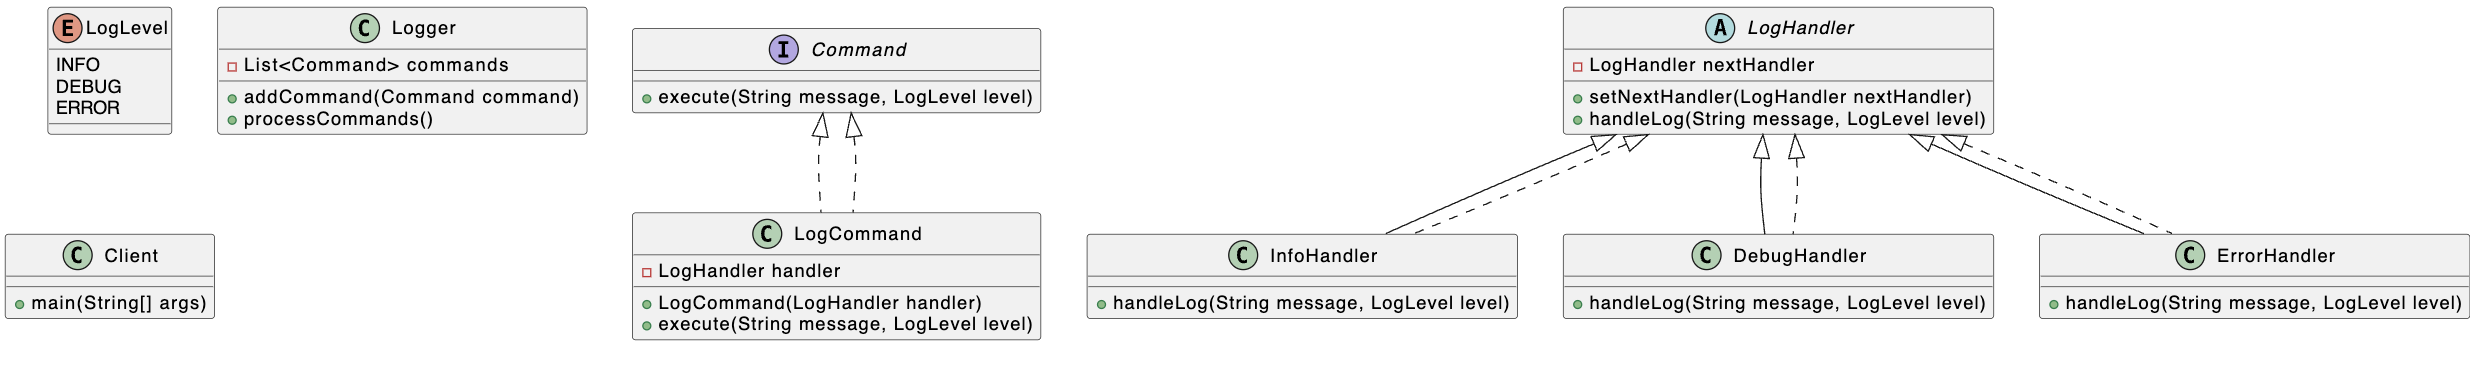 E LogLevel
INFO
DEBUG
ERROR
C Logger
List<Command> commands
addCommand(Command command)
processCommands()
I Command
execute(String message, LogLevel level)
A LogHandler
LogHandler nextHandler
setNextHandler(LogHandler nextHandler)
handleLog(String message, LogLevel level)
C Client
main(String[] args)
C LogCommand
LogHandler handler
LogCommand(LogHandler handler)
execute(String message, LogLevel level)
C InfoHandler
handleLog(String message, LogLevel level)
C DebugHandler
handleLog(String message, LogLevel level)
C ErrorHandler
handleLog(String message, LogLevel level)